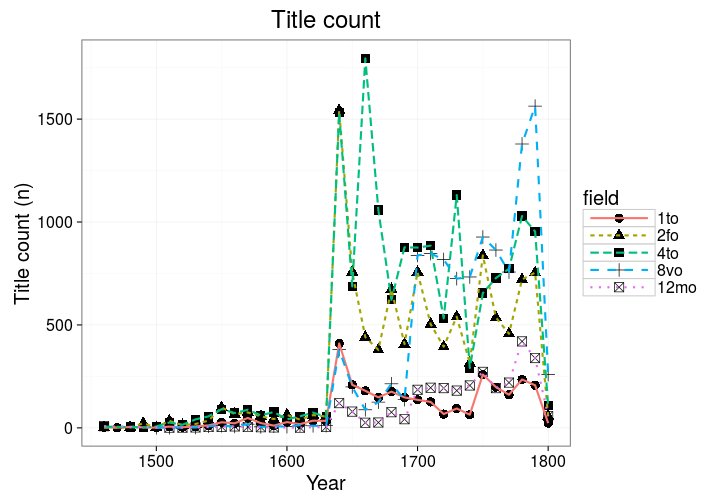 Title count
Title count (n)
1500
1000
500
0
1500
1600
1700
1800
Year
field
1to
2fo
4to
8vo
12mo